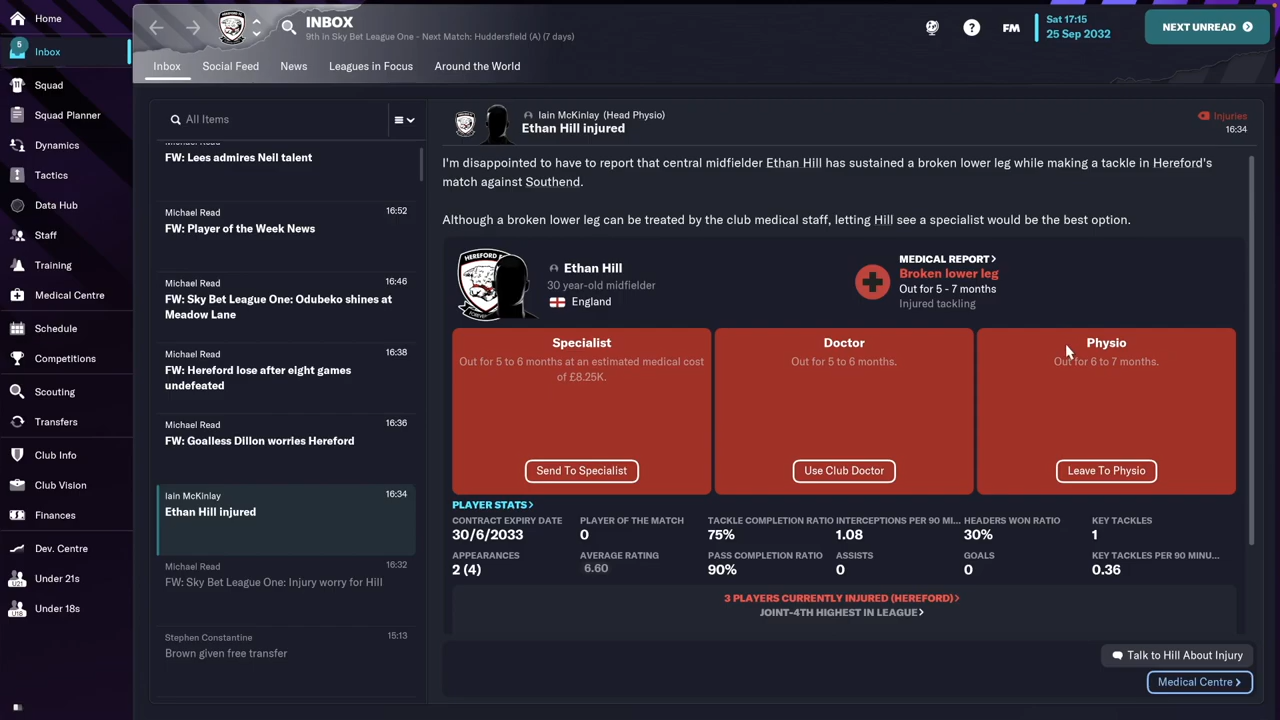 Home
5
Inbox
Squad
Squad Planner
Dynamics
Tactics
Data Hub
Staff
Training
Medical Centre
Schedule
Competitions
Scouting
Transfers
Club Info
Club Vision
Finances
Dev. Centre
Under 21s
Under 18s
INBOX
9th in Sky Bet League One - Next Match: Huddersfield (A) (7 days)
FM
Sat 17:15
25 Sep 2032
NEXT UNREAD
Inbox
Social Feed
News
Leagues in Focus
Around the World
All Items
Michael Read
FW: Lees admires Neil talent
Michael Read
16:52
FW: Player of the Week News
Michael Read
16:46
FW: Sky Bet League One: Odubeko shines at
Meadow Lane
Michael Read
16:38
FW: Hereford lose after eight games
undefeated
Michael Read
16:36
FW: Goalless Dillon worries Hereford
Iain McKinlay
16:34
Ethan Hill injured
Michael Read
16:32
FW: Sky Bet League One: Injury worry for Hill
Stephen Constantine
15:13
Brown given free transfer
Iain McKinlay (Head Physio)
Ethan Hill injured
Injuries
16:34
I'm disappointed to have to report that central midfielder Ethan Hill has sustained a broken lower leg while making a tackle in Hereford's
match against Southend.
Although a broken lower leg can be treated by the club medical staff, letting Hill see a specialist would be the best option.
Ethan Hill
30 year-old midfielder
England
MEDICAL REPORT
Broken lower leg
Out for 5 - 7 months
Injured tackling
Specialist
Out for 5 to 6 months at an estimated medical cost
of £8.25K.
Send To Specialist
Doctor
Out for 5 to 6 months.
Use Club Doctor
Physio
Out for 6 to 7 months.
Leave To Physio
PLAYER STATS
CONTRACT EXPIRY DATE
30/6/2033
PLAYER OF THE MATCH
0
TACKLE COMPLETION RATIO
75%
INTERCEPTIONS PER 90 MI...
1.08
HEADERS WON RATIO
30%
KEY TACKLES
1
APPEARANCES
2 (4)
AVERAGE RATING
6.60
PASS COMPLETION RATIO
90%
ASSISTS
0
GOALS
0
KEY TACKLES PER 90 MINU...
0.36
3 PLAYERS CURRENTLY INJURED (HEREFORD)
JOINT-4TH HIGHEST IN LEAGUE
Talk to Hill About Injury
Medical Centre